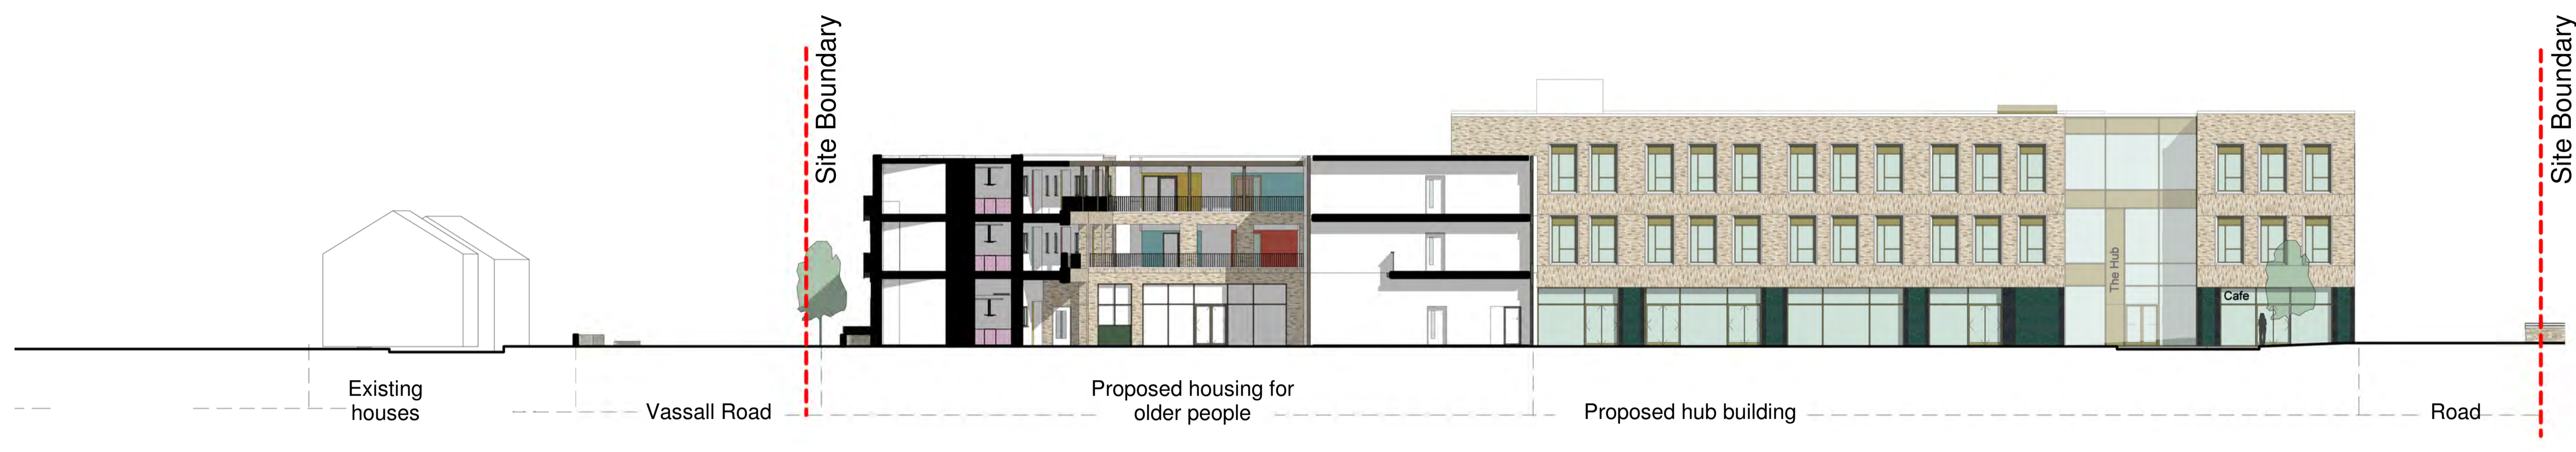 Site Boundary
Site Boundary
The Hub
Cafe
Existing
houses
Vassall Road
Proposed housing for
older people
Proposed hub building
Road